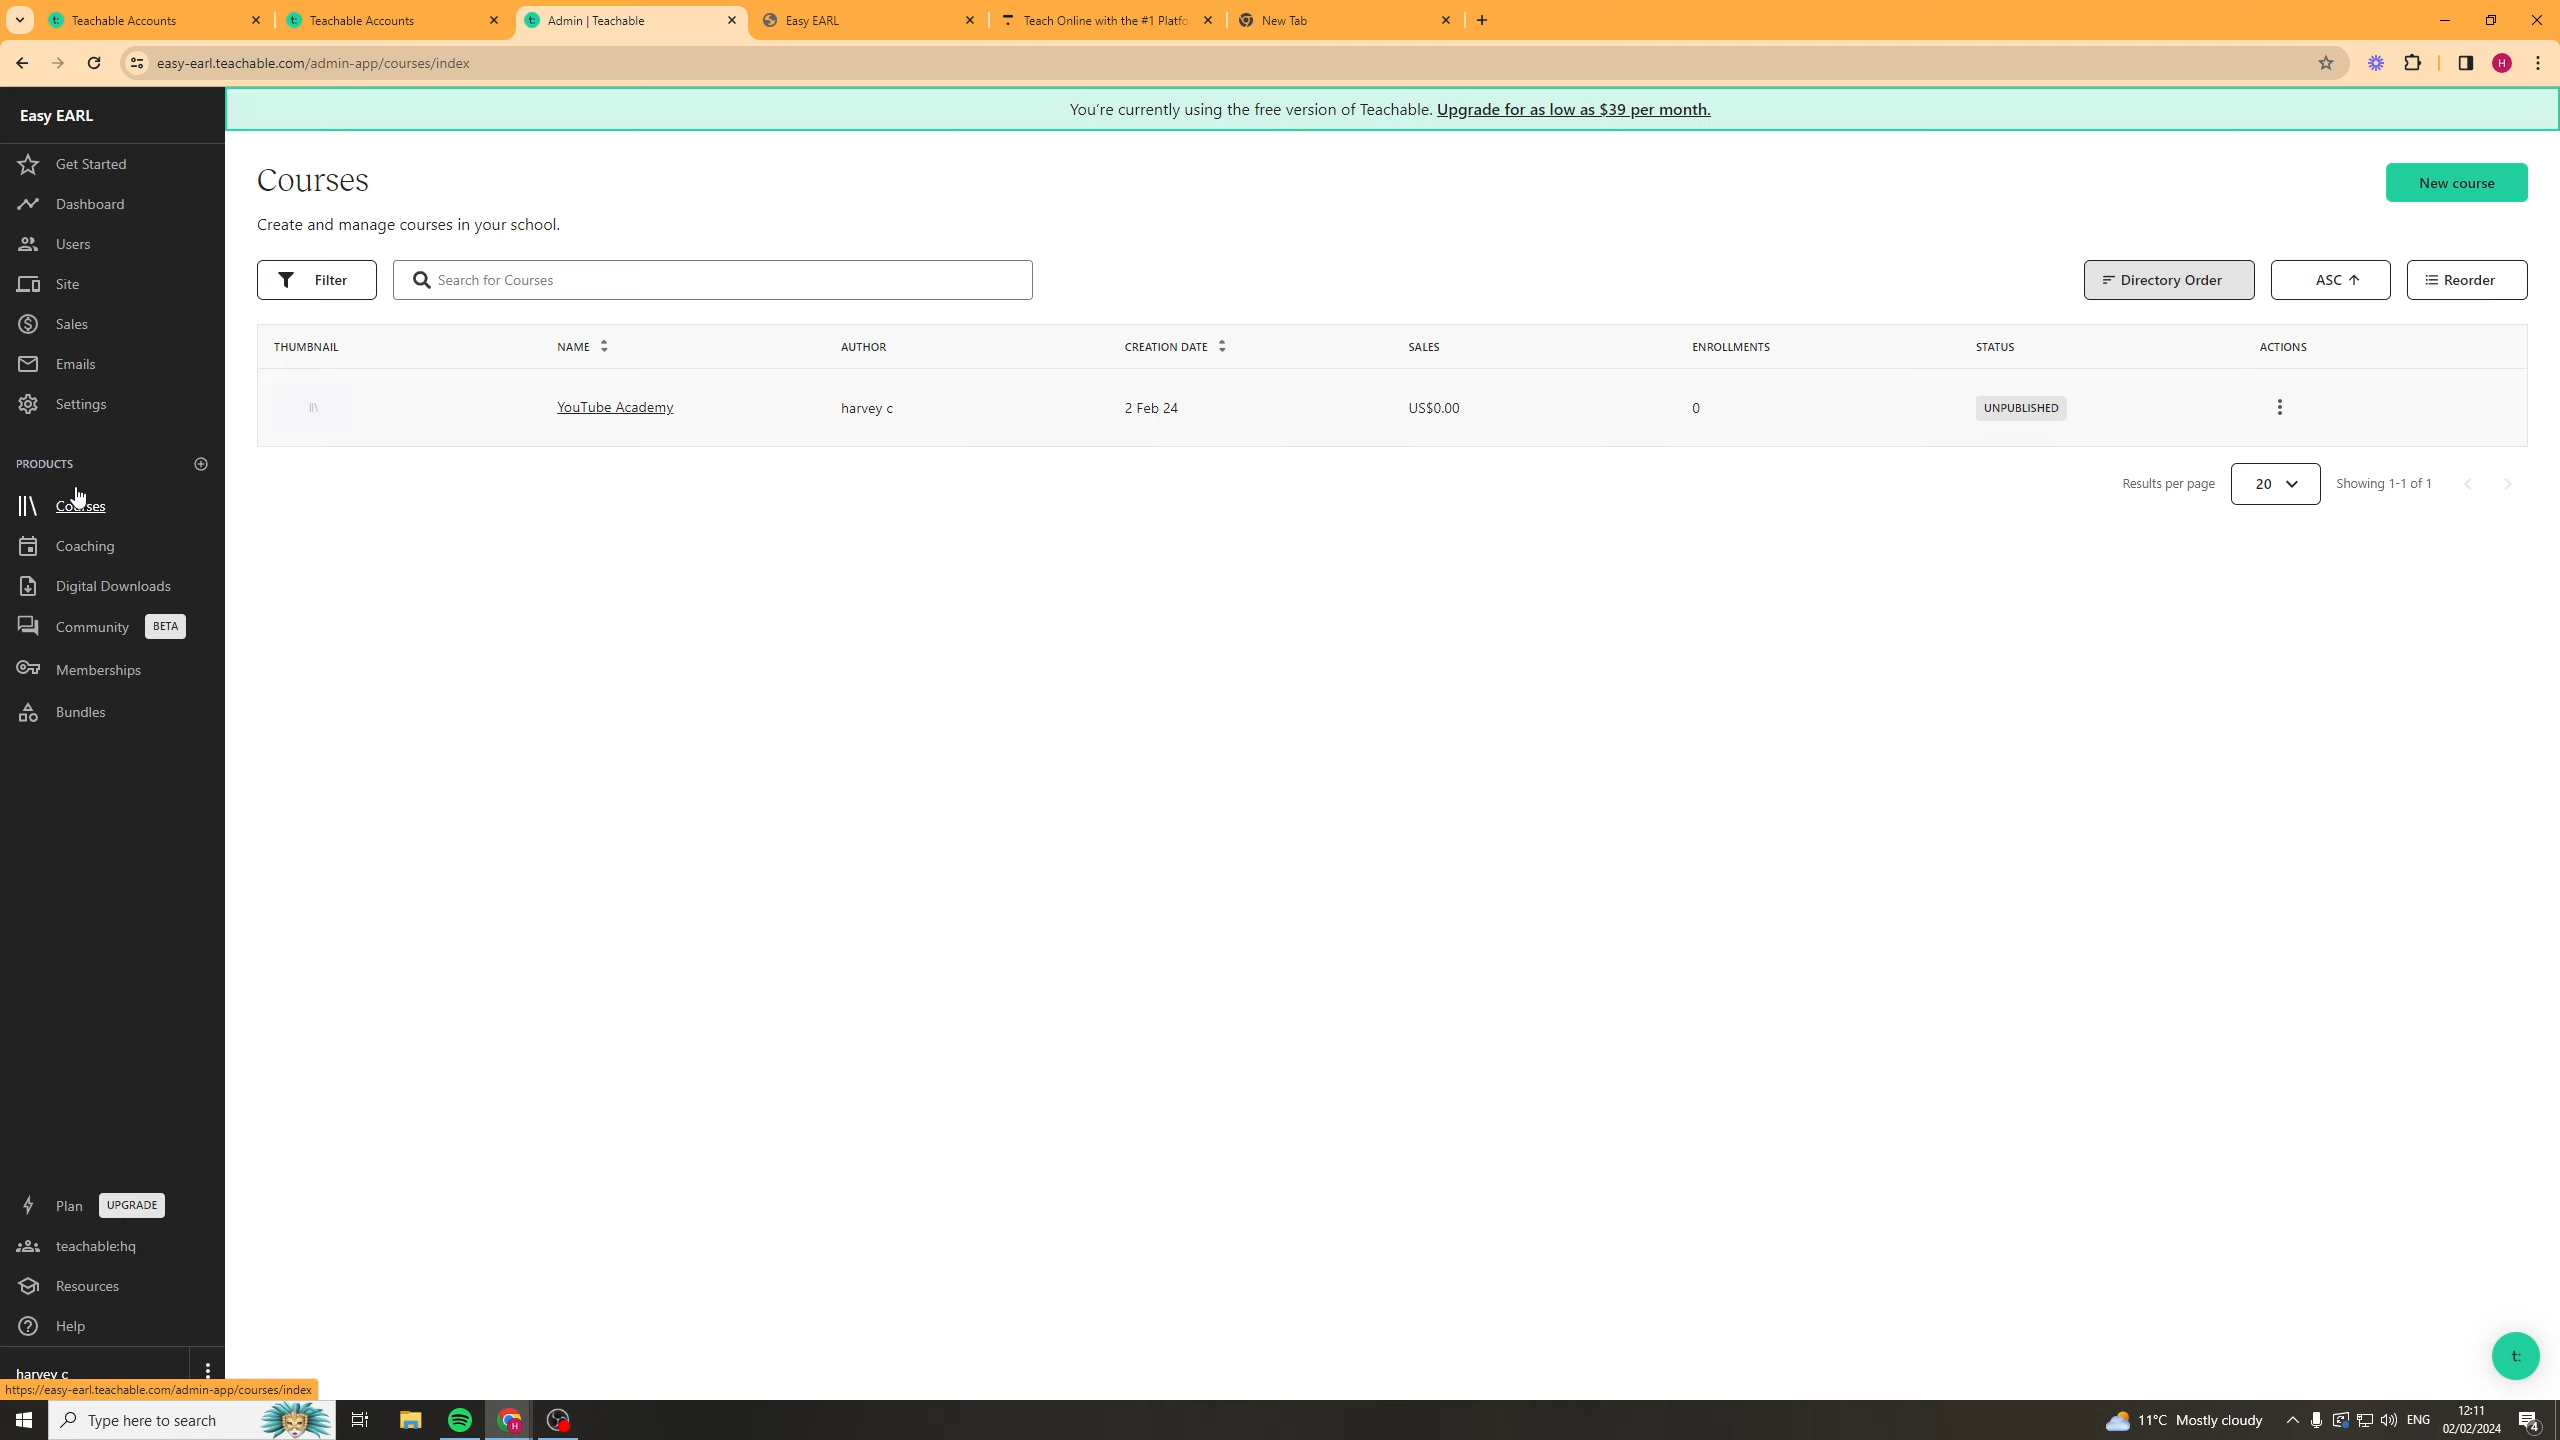 Teachable Accounts
Teachable Accounts
Admin | Teachable
Easy EARL
Teach Online with the #1 Platfo
New Tab
easy-earl.teachable.com/admin-app/courses/index
H
Easy EARL
You're currently using the free version of Teachable. Upgrade for as low as $39 per month.
Get Started
Dashboard
Users
Site
Sales
Emails
Settings
PRODUCTS
Courses
Coaching
Digital Downloads
Community BETA
Memberships
Bundles
Plan UPGRADE
teachable:hq
Resources
Help
harvey c
https://easy-earl.teachable.com/admin-app/courses/index
Courses
New course
Create and manage courses in your school.
Filter
Search for Courses
Directory Order
ASC
Reorder
THUMBNAIL NAME AUTHOR CREATION DATE SALES ENROLLMENTS STATUS ACTIONS
YouTube Academy harvey c 2 Feb 24 US$0.00 0 UNPUBLISHED
Results per page 20 Showing 1-1 of 1
t:
Type here to search
11°C Mostly cloudy
ENG
12:11
02/02/2024
4